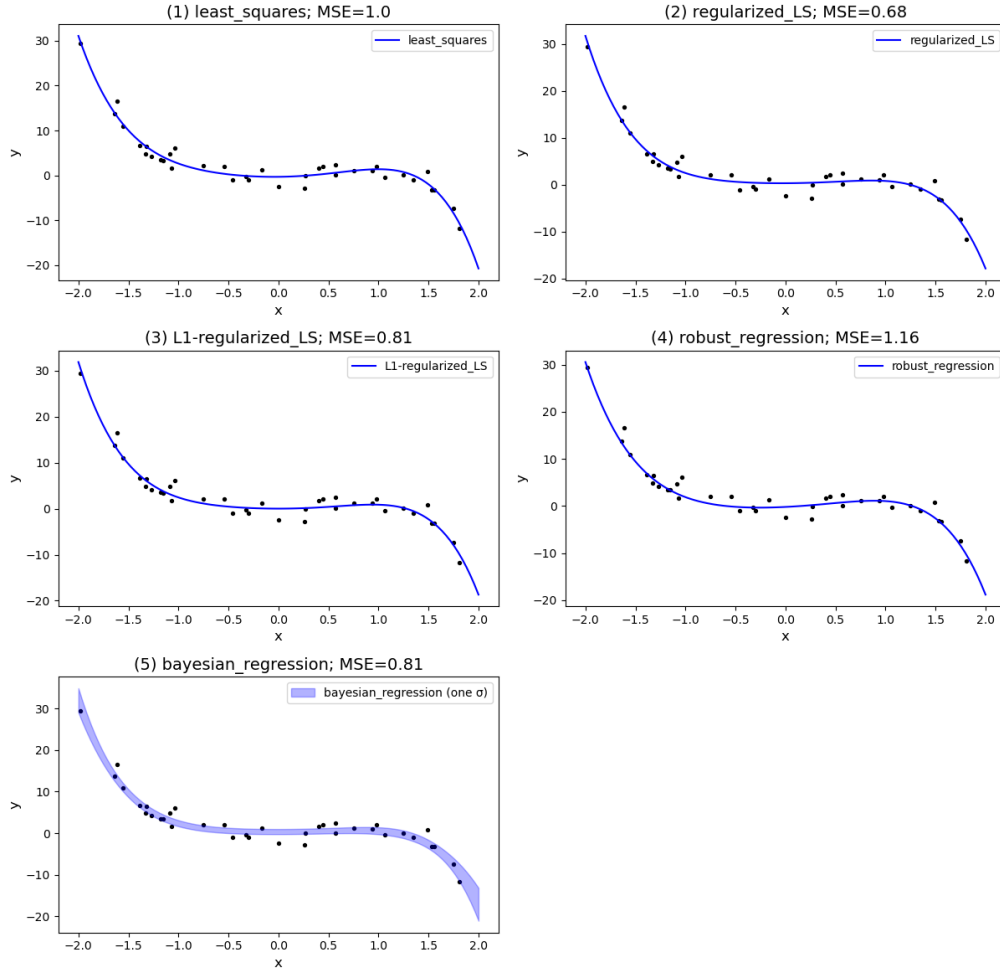 (1) least_squares; MSE=1.0
least_squares
30
20
10
0
−10
−20
y
−2.0 −1.5 −1.0 −0.5 0.0 0.5 1.0 1.5 2.0
x
(2) regularized_LS; MSE=0.68
regularized_LS
30
20
10
0
−10
−20
y
−2.0 −1.5 −1.0 −0.5 0.0 0.5 1.0 1.5 2.0
x
(3) L1-regularized_LS; MSE=0.81
L1-regularized_LS
30
20
10
0
−10
−20
y
−2.0 −1.5 −1.0 −0.5 0.0 0.5 1.0 1.5 2.0
x
(4) robust_regression; MSE=1.16
robust_regression
30
20
10
0
−10
−20
y
−2.0 −1.5 −1.0 −0.5 0.0 0.5 1.0 1.5 2.0
x
(5) bayesian_regression; MSE=0.81
bayesian_regression (one σ)
30
20
10
0
−10
−20
y
−2.0 −1.5 −1.0 −0.5 0.0 0.5 1.0 1.5 2.0
x